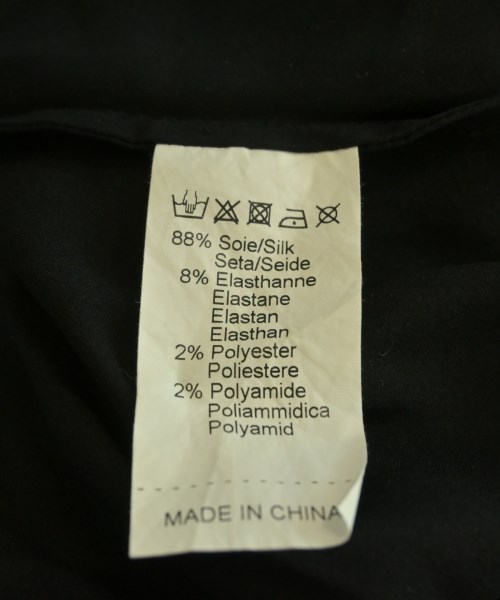 88% Soie/Silk
Seta/Seide
8% Elasthanne
Elastane
Elastan
Elasthan
2% Polyester
Poliestere
2% Polyamide
Poliammidica
Polyamid
MADE IN CHINA